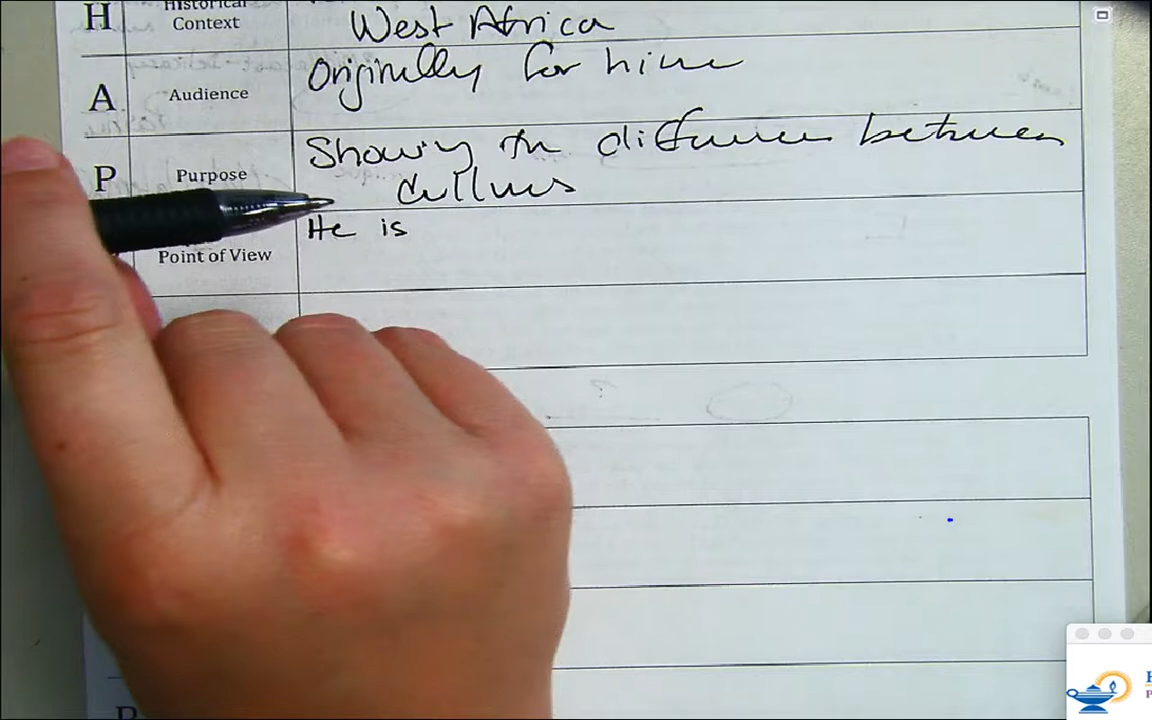 H Historical
Context
West Africa
A Audience
Originally for him
P Purpose
Showing the difference between
cultures
Point of View
He is